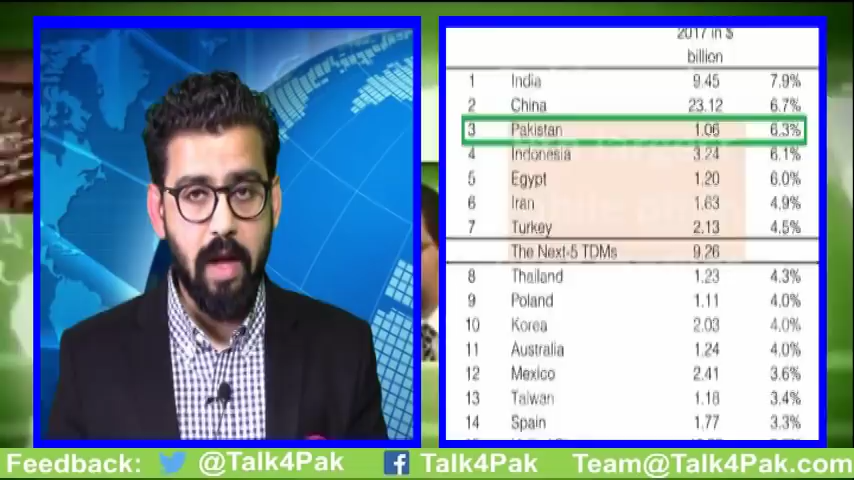 2017 in $
billion
1 India 9.45 7.9%
2 China 23.12 6.7%
3 Pakistan 1.06 6.3%
4 Indonesia 3.24 6.1%
5 Egypt 1.20 6.0%
6 Iran 1.63 4.9%
7 Turkey 2.13 4.5%
The Next-5 TDMs 9.26
8 Thailand 1.23 4.3%
9 Poland 1.11 4.0%
10 Korea 2.03 4.0%
11 Australia 1.24 4.0%
12 Mexico 2.41 3.6%
13 Taiwan 1.18 3.4%
14 Spain 1.77 3.3%
Feedback: @Talk4Pak Talk4Pak Team@Talk4Pak.com